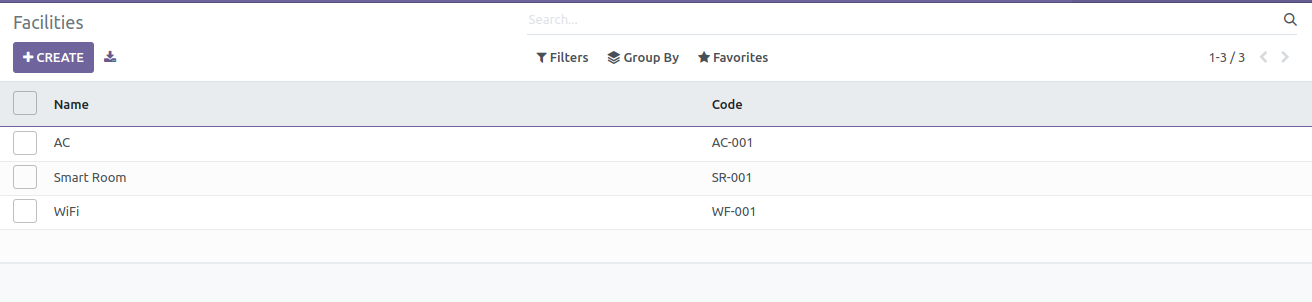 Facilities
Search...
CREATE
Filters Group By Favorites 1-3 / 3
Name Code
AC AC-001
Smart Room SR-001
WiFi WF-001